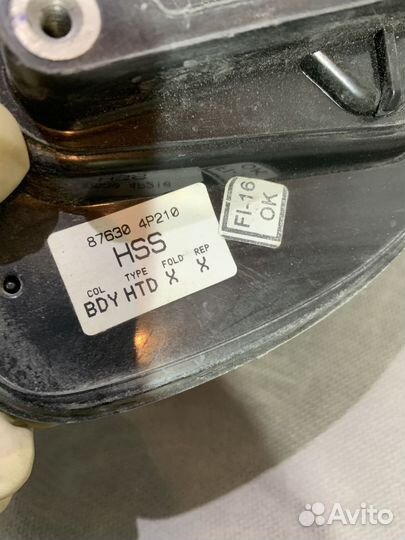 87630 4P210
HSS
COL TYPE FOLD REP
BDY HTD X X
FI-16
OK
Avito